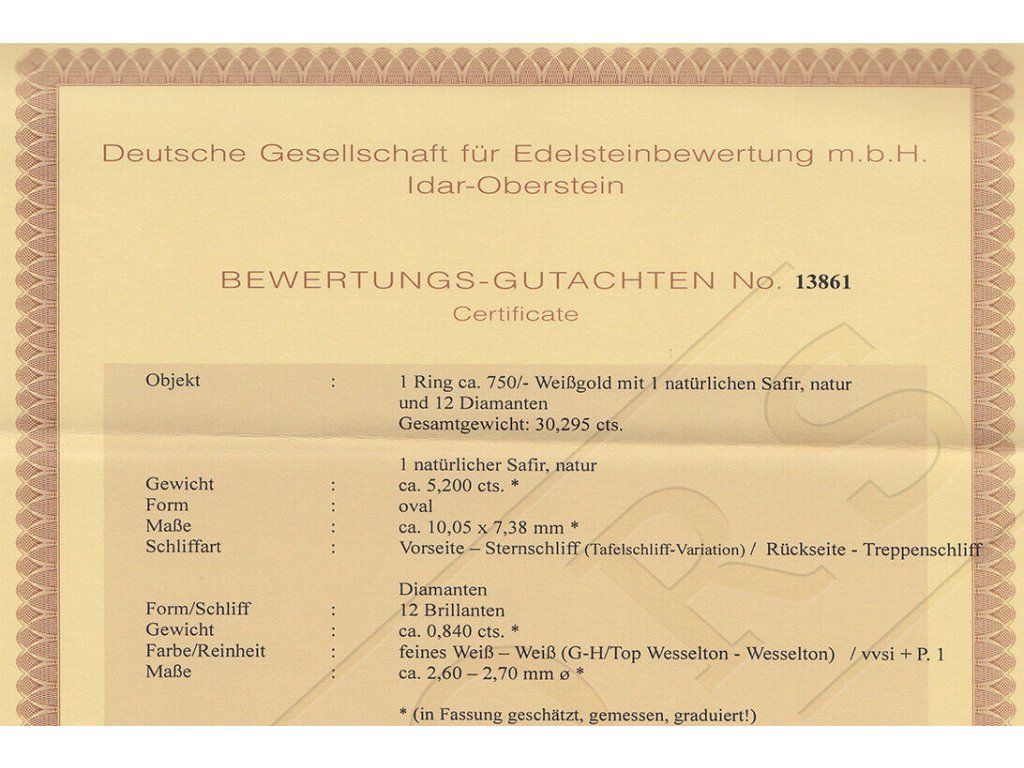 Deutsche Gesellschaft für Edelsteinbewertung m.b.H.
Idar-Oberstein
BEWERTUNGS-GUTACHTEN No. 13861
Certificate
Objekt : 1 Ring ca. 750/- Weißgold mit 1 natürlichen Safir, natur
und 12 Diamanten
Gesamtgewicht: 30,295 cts.
1 natürlicher Safir, natur
Gewicht : ca. 5,200 cts. *
Form : oval
Maße : ca. 10,05 x 7,38 mm *
Schliffart : Vorseite – Sternschliff (Tafelschliff-Variation) / Rückseite - Treppenschliff
Diamanten
Form/Schliff : 12 Brillanten
Gewicht : ca. 0,840 cts. *
Farbe/Reinheit : feines Weiß – Weiß (G-H/Top Wesselton - Wesselton) / vvsi + P. 1
Maße : ca. 2,60 – 2,70 mm ø *
* (in Fassung geschätzt, gemessen, graduiert!)